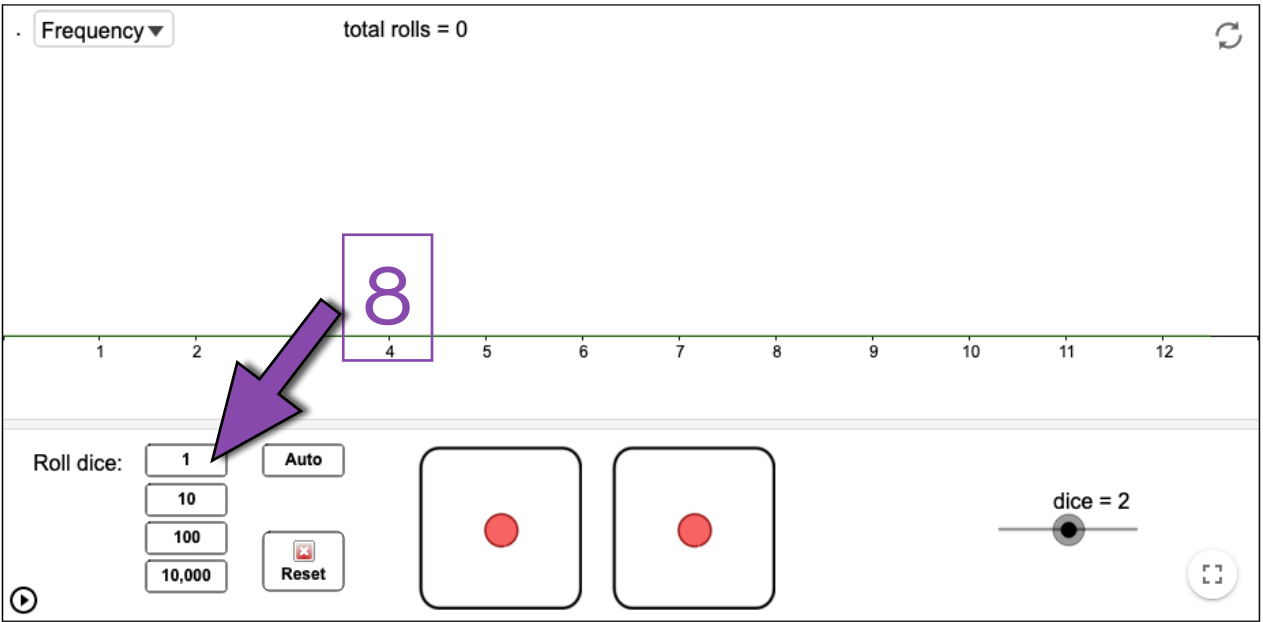 . Frequency
total rolls = 0
8
1 2 4 5 6 7 8 9 10 11 12
Roll dice:
1
Auto
10
100
10,000
Reset
dice = 2